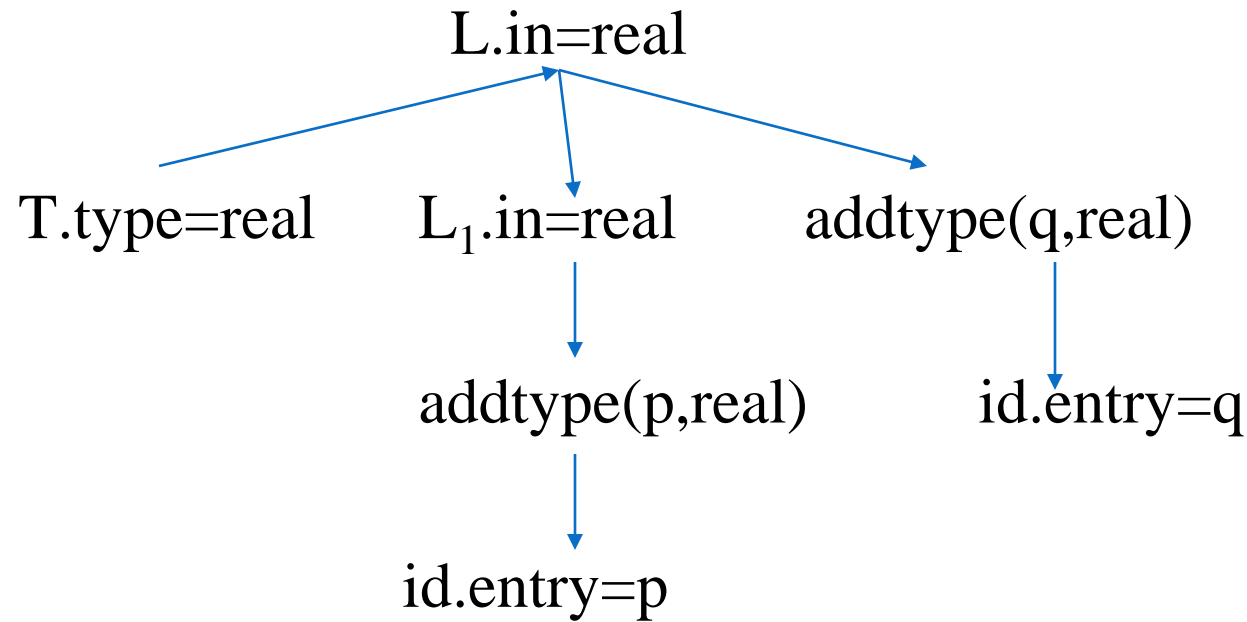 L.in=real
T.type=real L₁.in=real addtype(q,real)
addtype(p,real) id.entry=q
id.entry=p